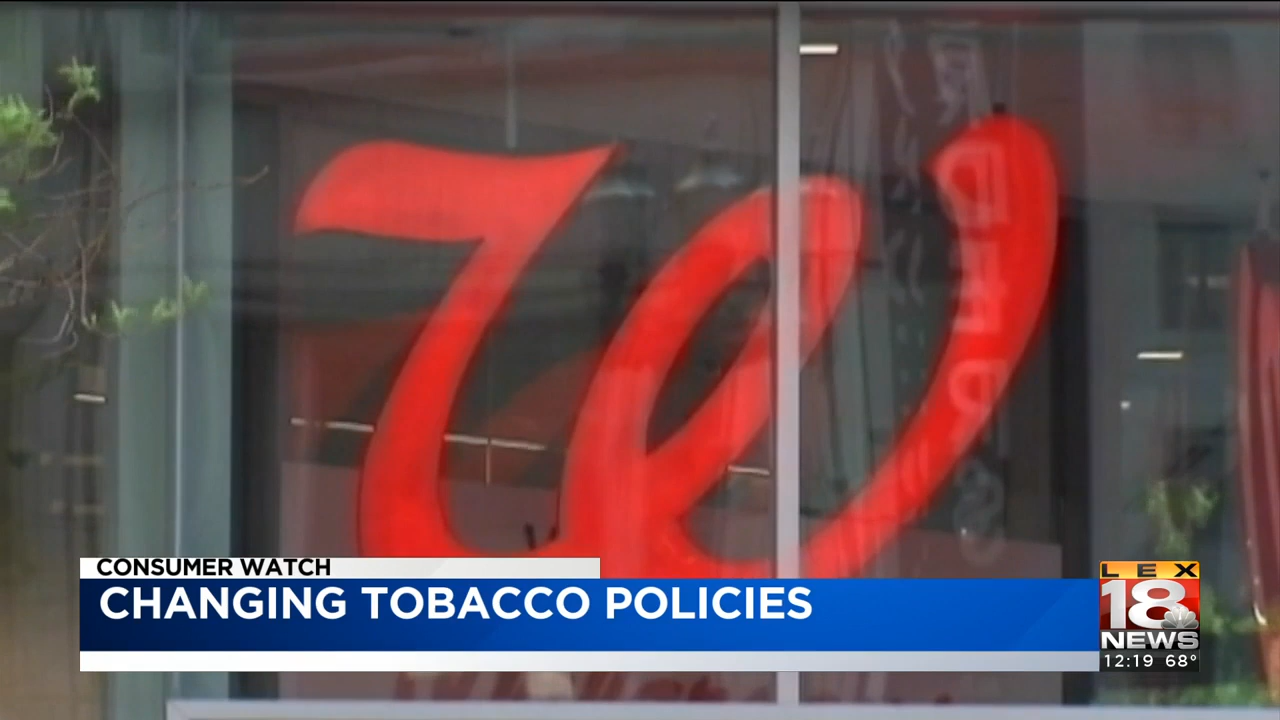 W
CONSUMER WATCH
CHANGING TOBACCO POLICIES
LEX
18
NEWS
12:19 68°